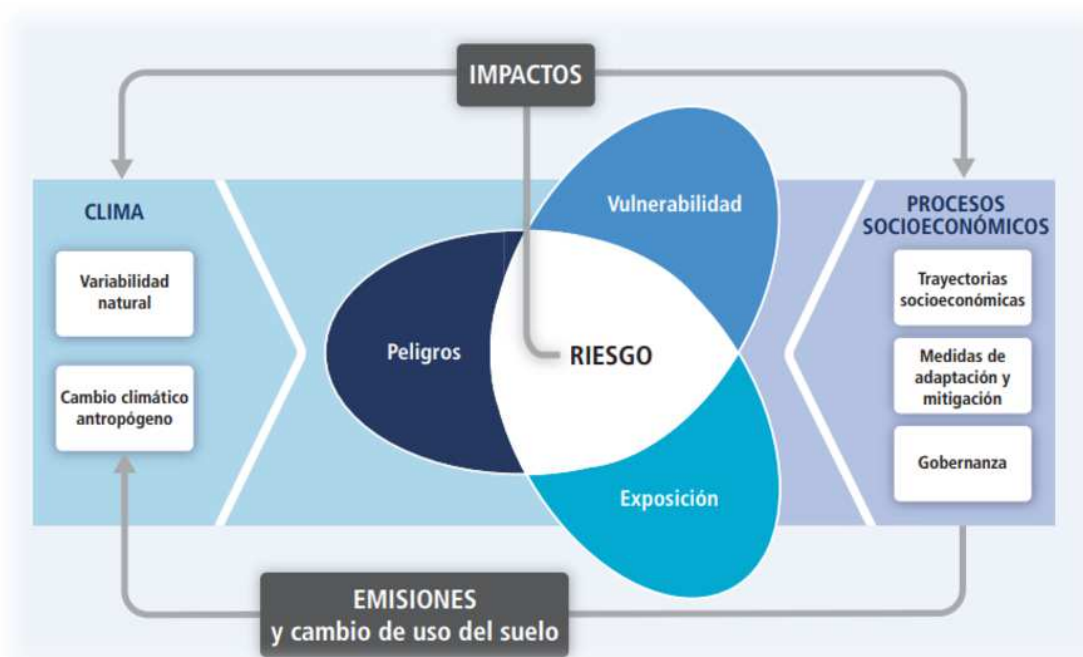 IMPACTOS
CLIMA
Variabilidad
natural
Cambio climático
antropógeno
Peligros
Vulnerabilidad
RIESGO
Exposición
PROCESOS
SOCIOECONÓMICOS
Trayectorias
socioeconómicas
Medidas de
adaptación y
mitigación
Gobernanza
EMISIONES
y cambio de uso del suelo